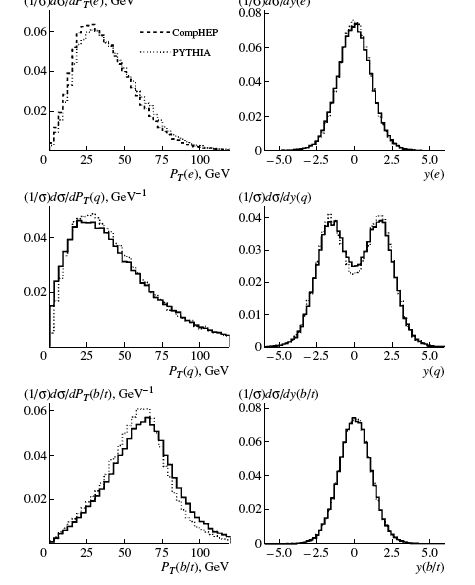 (1/σ)dσ/dP_T(e), GeV
0.06
0.04
0.02
CompHEP
PYTHIA
0 25 50 75 100
P_T(e), GeV
(1/σ)dσ/dy(e)
0.08
0.06
0.04
0.02
0
−5.0 −2.5 0 2.5 5.0
y(e)
(1/σ)dσ/dP_T(q), GeV⁻¹
0.04
0.02
0 25 50 75 100
P_T(q), GeV
(1/σ)dσ/dy(q)
0.04
0.03
0.02
0.01
0
−5.0 −2.5 0 2.5 5.0
y(q)
(1/σ)dσ/dP_T(b/t), GeV⁻¹
0.06
0.04
0.02
0 25 50 75 100
P_T(b/t), GeV
(1/σ)dσ/dy(b/t)
0.08
0.06
0.04
0.02
0
−5.0 −2.5 0 2.5 5.0
y(b/t)